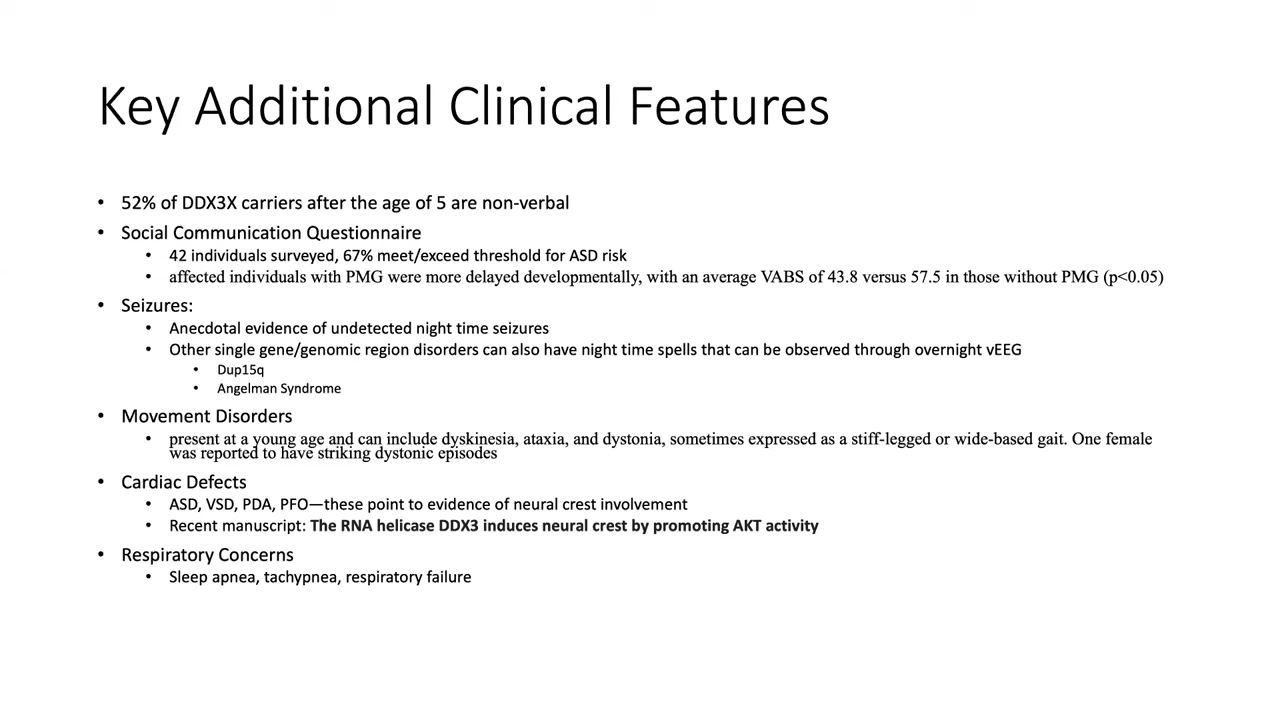 Key Additional Clinical Features
• 52% of DDX3X carriers after the age of 5 are non-verbal
• Social Communication Questionnaire
• 42 individuals surveyed, 67% meet/exceed threshold for ASD risk
• affected individuals with PMG were more delayed developmentally, with an average VABS of 43.8 versus 57.5 in those without PMG (p<0.05)
• Seizures:
• Anecdotal evidence of undetected night time seizures
• Other single gene/genomic region disorders can also have night time spells that can be observed through overnight vEEG
• Dup15q
• Angelman Syndrome
• Movement Disorders
• present at a young age and can include dyskinesia, ataxia, and dystonia, sometimes expressed as a stiff-legged or wide-based gait. One female
was reported to have striking dystonic episodes
• Cardiac Defects
• ASD, VSD, PDA, PFO—these point to evidence of neural crest involvement
• Recent manuscript: The RNA helicase DDX3 induces neural crest by promoting AKT activity
• Respiratory Concerns
• Sleep apnea, tachypnea, respiratory failure